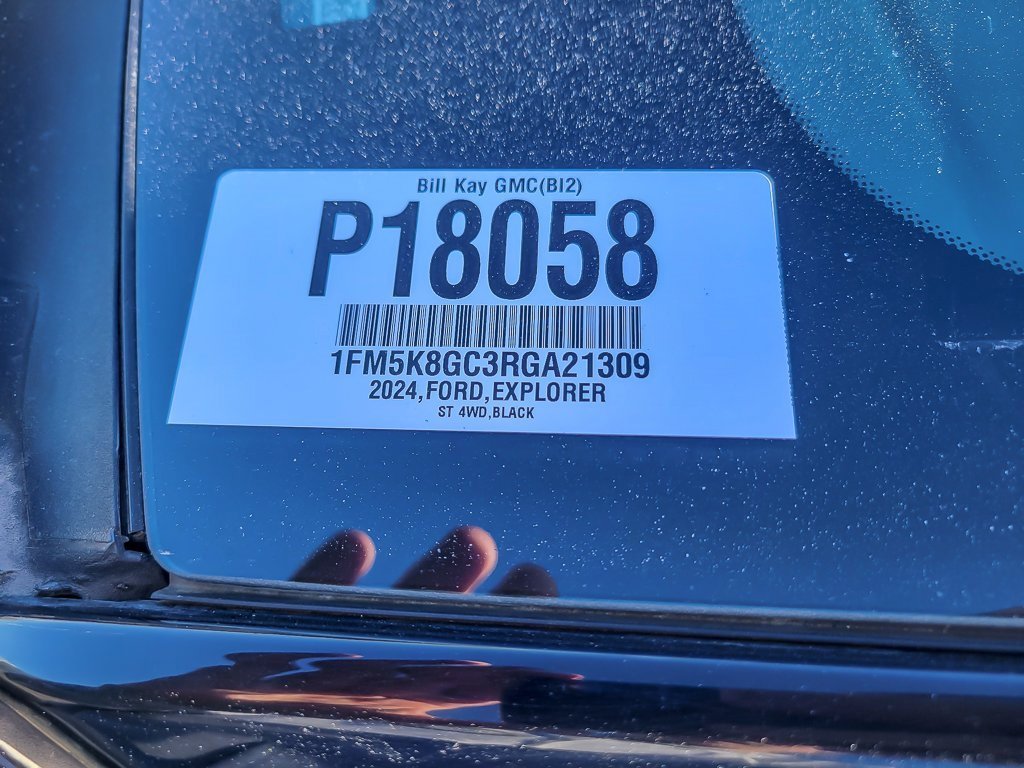 Bill Kay GMC(BI2)
P18058
1FM5K8GC3RGA21309
2024,FORD,EXPLORER
ST 4WD,BLACK